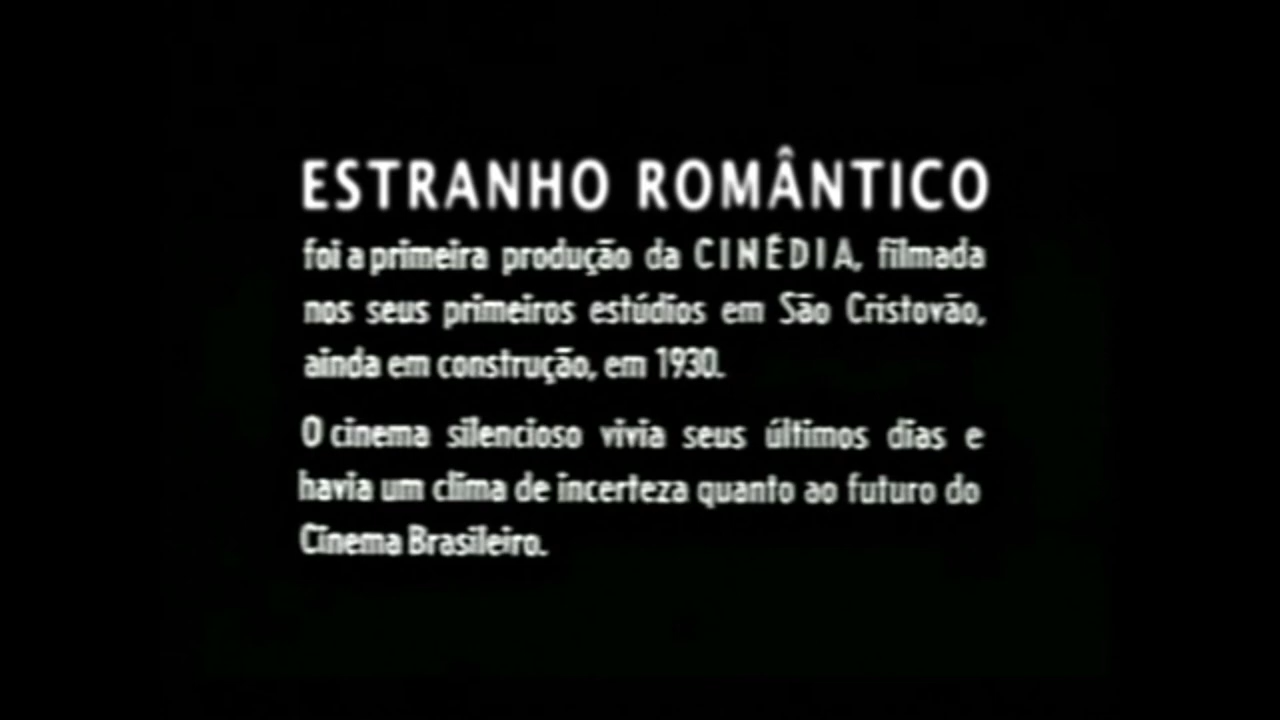 ESTRANHO ROMÂNTICO
foi a primeira produção da CINÉDIA, filmada
nos seus primeiros estúdios em São Cristovão,
ainda em construção, em 1930.
O cinema silencioso vivia seus últimos dias e
havia um clima de incerteza quanto ao futuro do
Cinema Brasileiro.